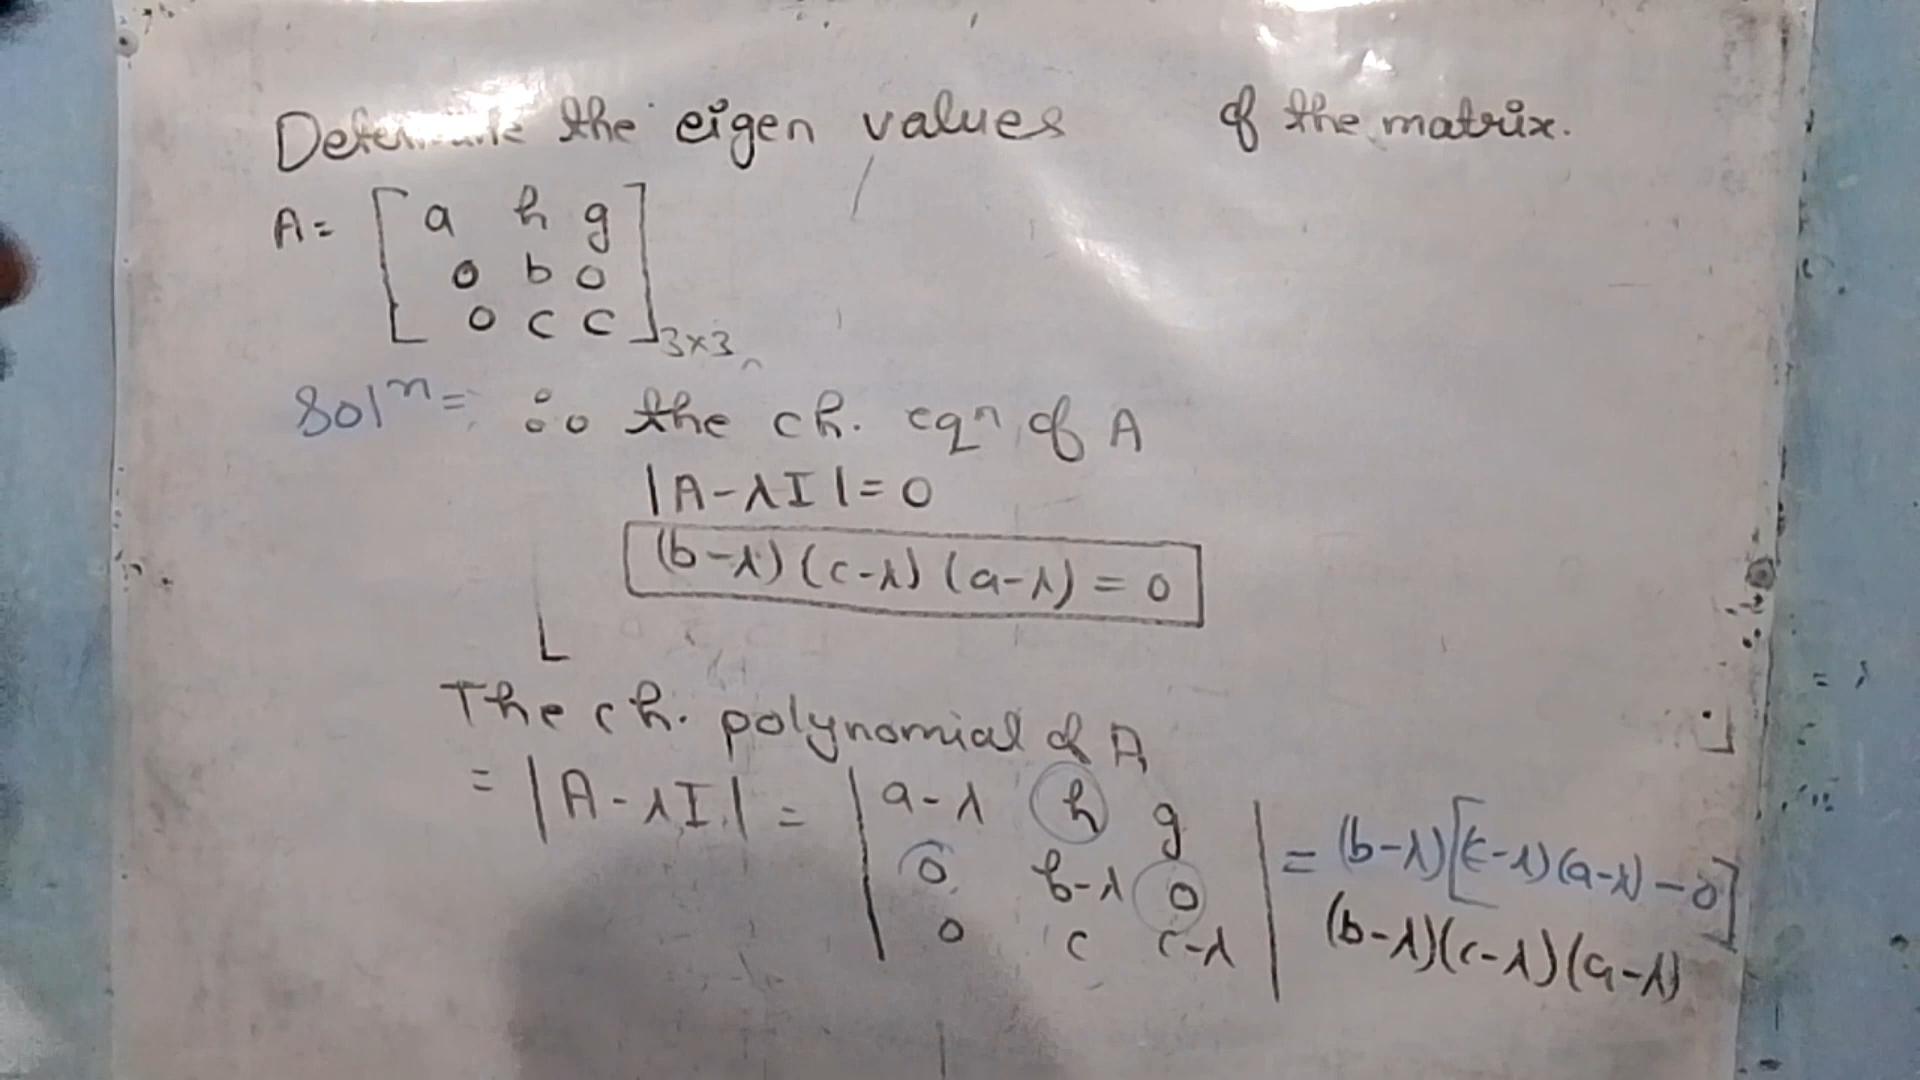 the eigen values of the matrix.
A = [ a h g
0 b 0
0 c c ] 3×3
Solⁿ = ∴ the ch. eqⁿ of A
|A-λI| = 0
(b-λ)(c-λ)(a-λ) = 0
The ch. polynomial of A
= |A-λI| = | a-λ h g | = (b-λ)[(c-λ)(a-λ) - 0]
0 b-λ 0
0 c c-λ (b-λ)(c-λ)(a-λ)